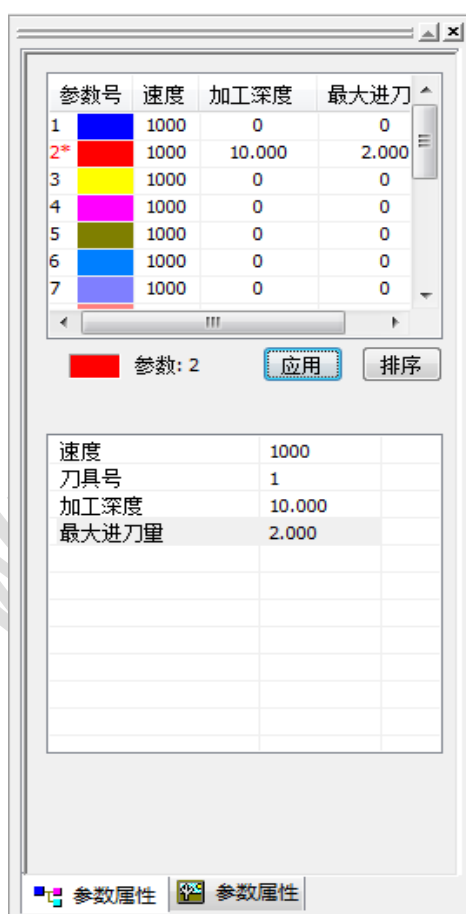 参数号 速度 加工深度 最大进刀
1 1000 0 0
2* 1000 10.000 2.000
3 1000 0 0
4 1000 0 0
5 1000 0 0
6 1000 0 0
7 1000 0 0
参数: 2 应用 排序
速度 1000
刀具号 1
加工深度 10.000
最大进刀量 2.000
参数属性 参数属性